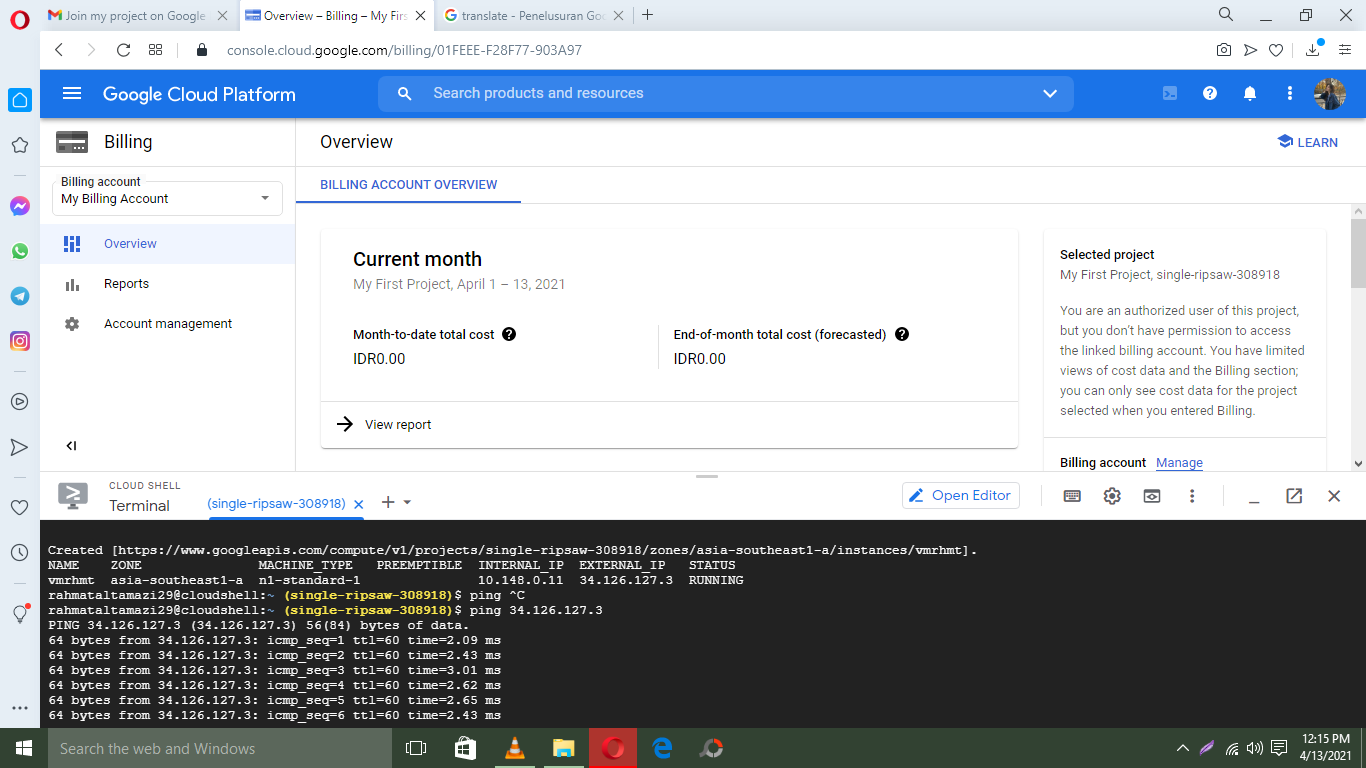 Join my project on Google
Overview – Billing – My Firs
translate - Penelusuran Goo
console.cloud.google.com/billing/01FEEE-F28F77-903A97
Google Cloud Platform
Search products and resources
Billing
Overview
LEARN
Billing account
My Billing Account
BILLING ACCOUNT OVERVIEW
Overview
Reports
Account management
Current month
My First Project, April 1 – 13, 2021
Month-to-date total cost
IDR0.00
End-of-month total cost (forecasted)
IDR0.00
View report
Selected project
My First Project, single-ripsaw-308918
You are an authorized user of this project,
but you don't have permission to access
the linked billing account. You have limited
views of cost data and the Billing section;
you can only see cost data for the project
selected when you entered Billing.
Billing account Manage
CLOUD SHELL
Terminal
(single-ripsaw-308918)
Open Editor
Created [https://www.googleapis.com/compute/v1/projects/single-ripsaw-308918/zones/asia-southeast1-a/instances/vmrhmt].
NAME ZONE MACHINE_TYPE PREEMPTIBLE INTERNAL_IP EXTERNAL_IP STATUS
vmrhmt asia-southeast1-a n1-standard-1 10.148.0.11 34.126.127.3 RUNNING
rahmataltamazi29@cloudshell:~ (single-ripsaw-308918)$ ping ^C
rahmataltamazi29@cloudshell:~ (single-ripsaw-308918)$ ping 34.126.127.3
PING 34.126.127.3 (34.126.127.3) 56(84) bytes of data.
64 bytes from 34.126.127.3: icmp_seq=1 ttl=60 time=2.09 ms
64 bytes from 34.126.127.3: icmp_seq=2 ttl=60 time=2.43 ms
64 bytes from 34.126.127.3: icmp_seq=3 ttl=60 time=3.01 ms
64 bytes from 34.126.127.3: icmp_seq=4 ttl=60 time=2.62 ms
64 bytes from 34.126.127.3: icmp_seq=5 ttl=60 time=2.65 ms
64 bytes from 34.126.127.3: icmp_seq=6 ttl=60 time=2.43 ms
Search the web and Windows
12:15 PM
4/13/2021